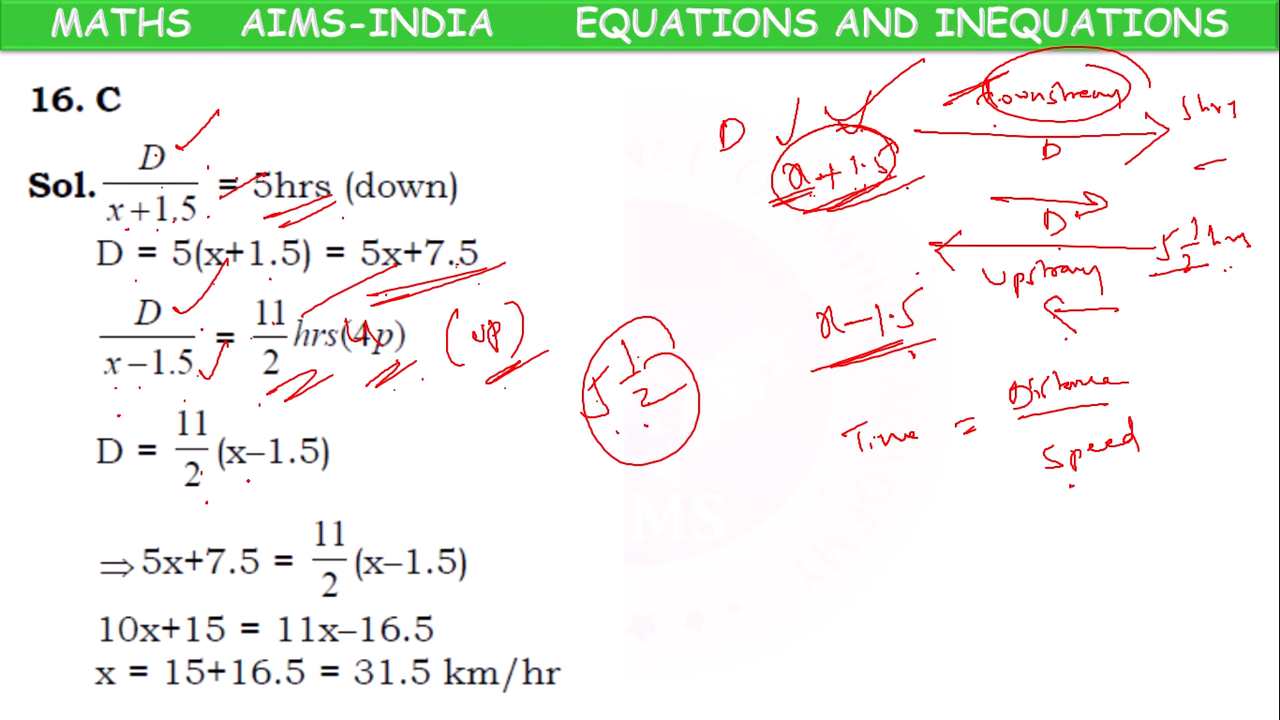 MATHS AIMS-INDIA EQUATIONS AND INEQUATIONS
16. C
Sol. D/(x+1.5) = 5hrs (down)
D = 5(x+1.5) = 5x+7.5
D/(x−1.5) = 11/2 hrs(4p) (up)
D = 11/2 (x−1.5)
⇒ 5x+7.5 = 11/2 (x−1.5)
10x+15 = 11x−16.5
x = 15+16.5 = 31.5 km/hr
D
x+1.5
D
5hrs
D
5 1/2 hrs
upstream
x−1.5
5 1/2
Time = Distance/Speed